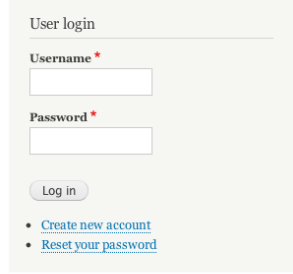 User login
Username *
Password *
Log in
Create new account
Reset your password